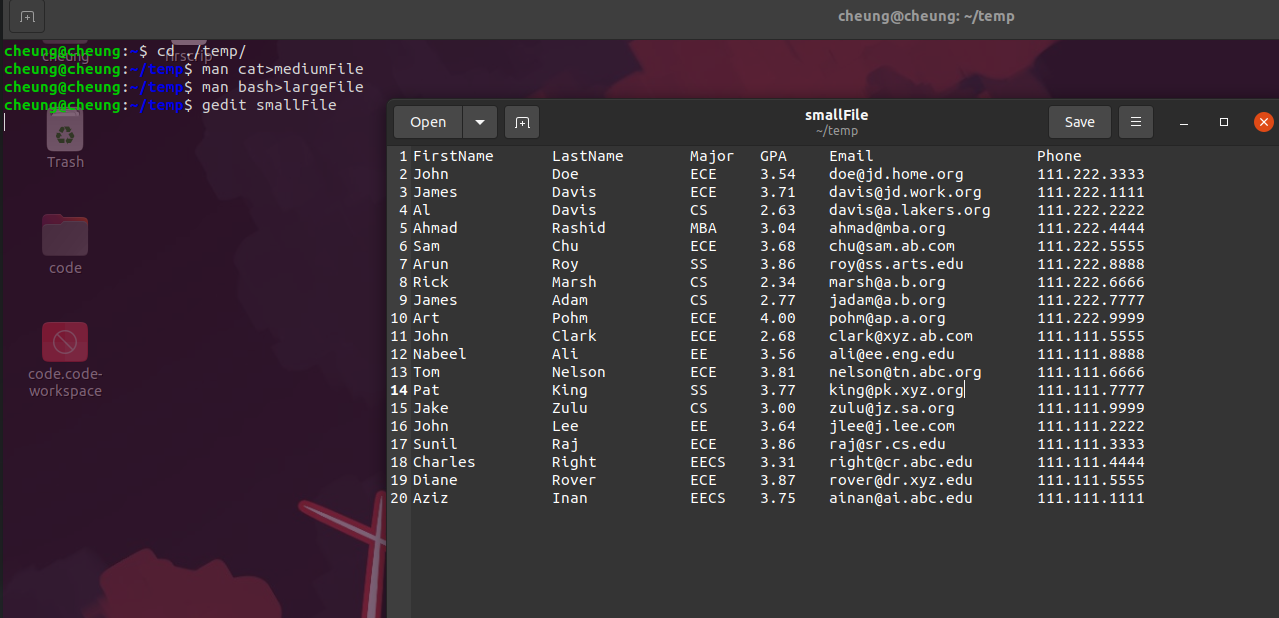 cheung@cheung: ~/temp
cheung@cheung:~$ cd ./temp/
cheung@cheung:~/temp$ man cat>mediumFile
cheung@cheung:~/temp$ man bash>largeFile
cheung@cheung:~/temp$ gedit smallFile
cheung
Trash
code
code.code-
workspace
Open
smallFile
~/temp
Save
1 FirstName LastName Major GPA Email Phone
2 John Doe ECE 3.54 doe@jd.home.org 111.222.3333
3 James Davis ECE 3.71 davis@jd.work.org 111.222.1111
4 Al Davis CS 2.63 davis@a.lakers.org 111.222.2222
5 Ahmad Rashid MBA 3.04 ahmad@mba.org 111.222.4444
6 Sam Chu ECE 3.68 chu@sam.ab.com 111.222.5555
7 Arun Roy SS 3.86 roy@ss.arts.edu 111.222.8888
8 Rick Marsh CS 2.34 marsh@a.b.org 111.222.6666
9 James Adam CS 2.77 jadam@a.b.org 111.222.7777
10 Art Pohm ECE 4.00 pohm@ap.a.org 111.222.9999
11 John Clark ECE 2.68 clark@xyz.ab.com 111.111.5555
12 Nabeel Ali EE 3.56 ali@ee.eng.edu 111.111.8888
13 Tom Nelson ECE 3.81 nelson@tn.abc.org 111.111.6666
14 Pat King SS 3.77 king@pk.xyz.org 111.111.7777
15 Jake Zulu CS 3.00 zulu@jz.sa.org 111.111.9999
16 John Lee EE 3.64 jlee@j.lee.com 111.111.2222
17 Sunil Raj ECE 3.86 raj@sr.cs.edu 111.111.3333
18 Charles Right EECS 3.31 right@cr.abc.edu 111.111.4444
19 Diane Rover ECE 3.87 rover@dr.xyz.edu 111.111.5555
20 Aziz Inan EECS 3.75 ainan@ai.abc.edu 111.111.1111